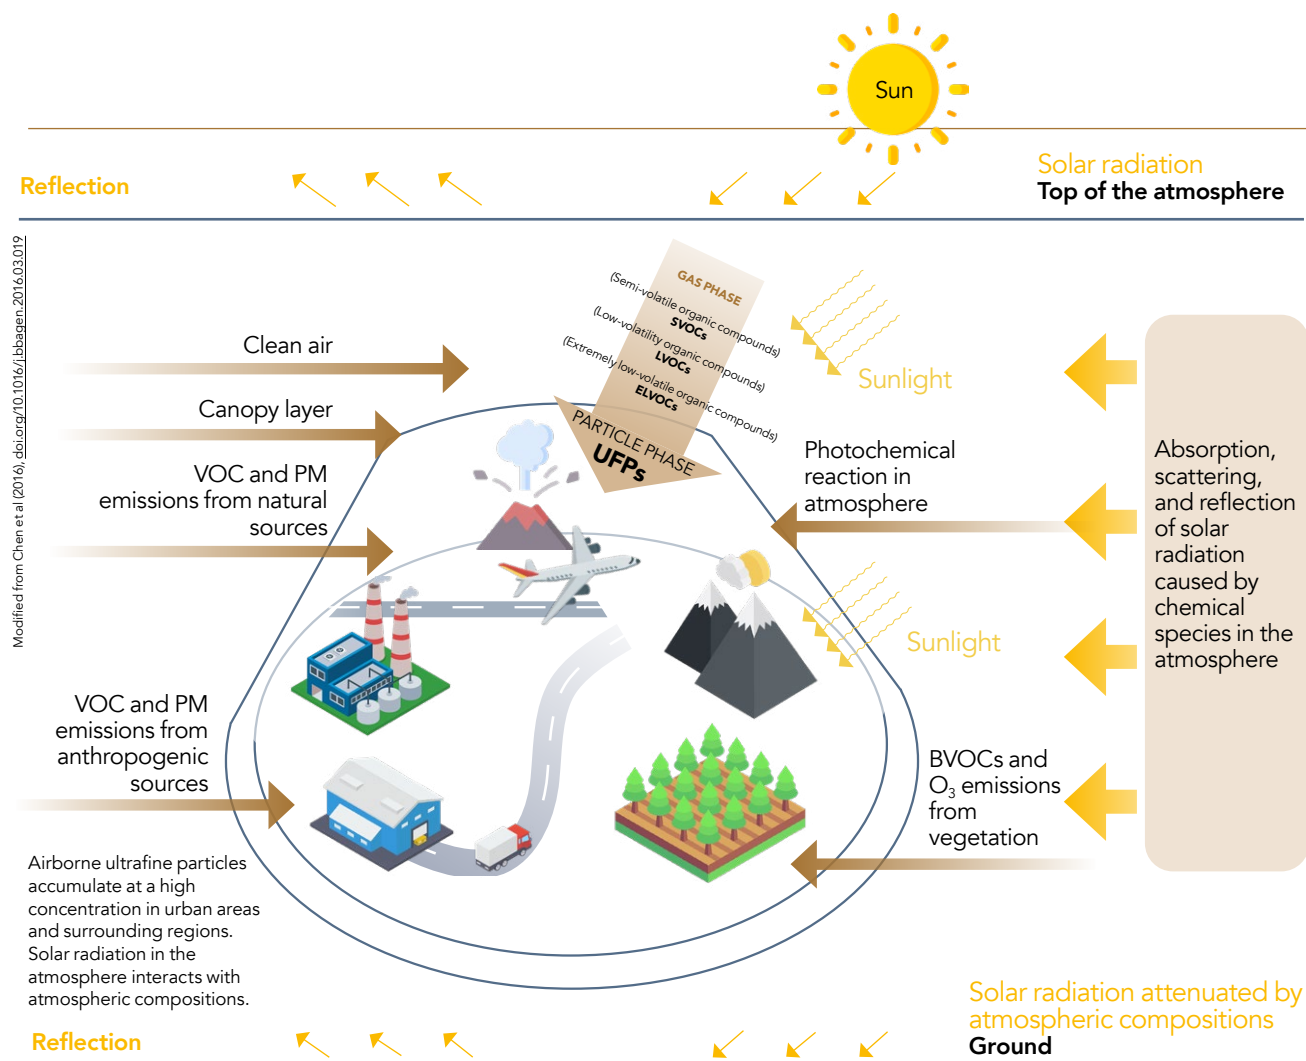 Sun
Solar radiation
Top of the atmosphere
Reflection
Modified from Chen et al (2016), doi.org/10.1016/j.bbagen.2016.03.019
GAS PHASE
(Semi-volatile organic compounds)
SVOCs
(Low-volatility organic compounds)
LVOCs
(Extremely low-volatile organic compounds)
ELVOCs
PARTICLE PHASE
UFPs
Sunlight
Clean air
Canopy layer
VOC and PM
emissions from natural
sources
Photochemical
reaction in
atmosphere
Absorption,
scattering,
and reflection
of solar
radiation
caused by
chemical
species in the
atmosphere
Sunlight
VOC and PM
emissions from
anthropogenic
sources
BVOCs and
O₃ emissions
from
vegetation
Airborne ultrafine particles
accumulate at a high
concentration in urban areas
and surrounding regions.
Solar radiation in the
atmosphere interacts with
atmospheric compositions.
Solar radiation attenuated by
atmospheric compositions
Ground
Reflection